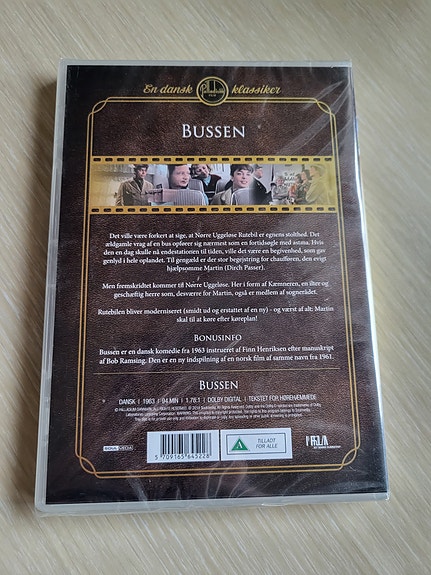 En dansk
klassiker
BUSSEN
Det ville være forkert at sige, at Nørre Uggeløse Rutebil er egnens stolthed. Det
ældgamle vrag af en bus opfører sig nærmest som en fortidsøgle med astma. Hvis
den en dag skulle nå endestationen til tiden, ville det være en begivenhed, som gav
genlyd i hele oplandet. Til gengæld er der stor begejstring for chaufføren, den evigt
hjælpsomme Martin (Dirch Passer).
Men fremskridtet kommer til Nørre Uggeløse. Her i form af Kæmneren, en iltre og
geschæftig herre som, desværre for Martin, også er medlem af sognerådet.
Rutebilen bliver moderniseret (smidt ud og erstattet af en ny) - og værst af alt: Martin
skal til at køre efter køreplan!
BONUSINFO
Bussen er en dansk komedie fra 1963 instrueret af Finn Henriksen efter manuskript
af Bob Ramsing. Den er en ny indspilning af en norsk film af samme navn fra 1961.
BUSSEN
DANSK | 1963 | 94 MIN | 1.78:1 | DOLBY DIGITAL | TEKSTET FOR HØREHÆMMEDE
5 709165 645228
A
TILLADT
FOR ALLE